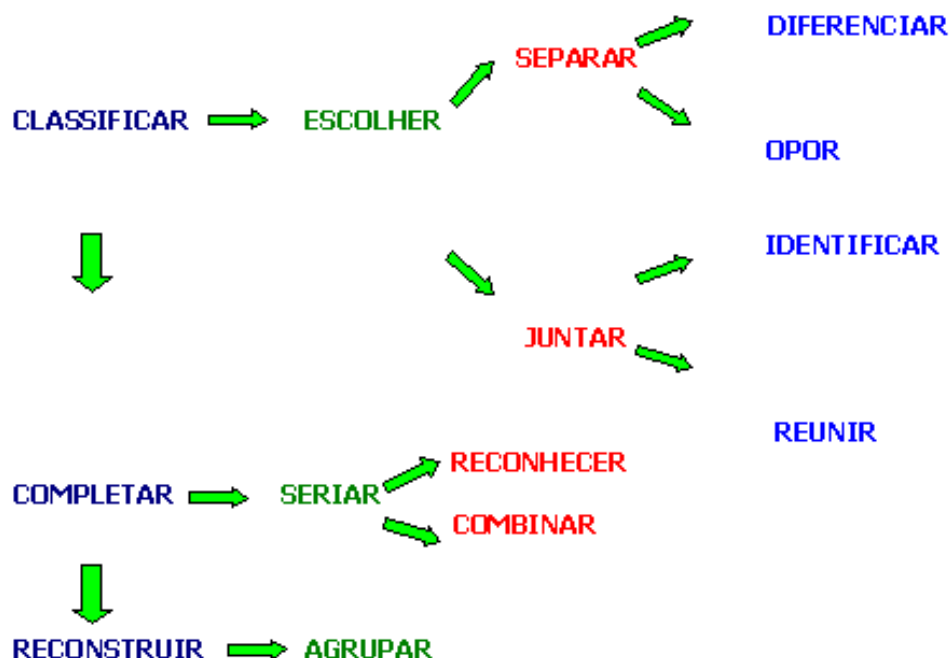 DIFERENCIAR
SEPARAR
CLASSIFICAR
ESCOLHER
OPOR
IDENTIFICAR
JUNTAR
REUNIR
RECONHECER
COMPLETAR
SERIAR
COMBINAR
RECONSTRUIR
AGRUPAR